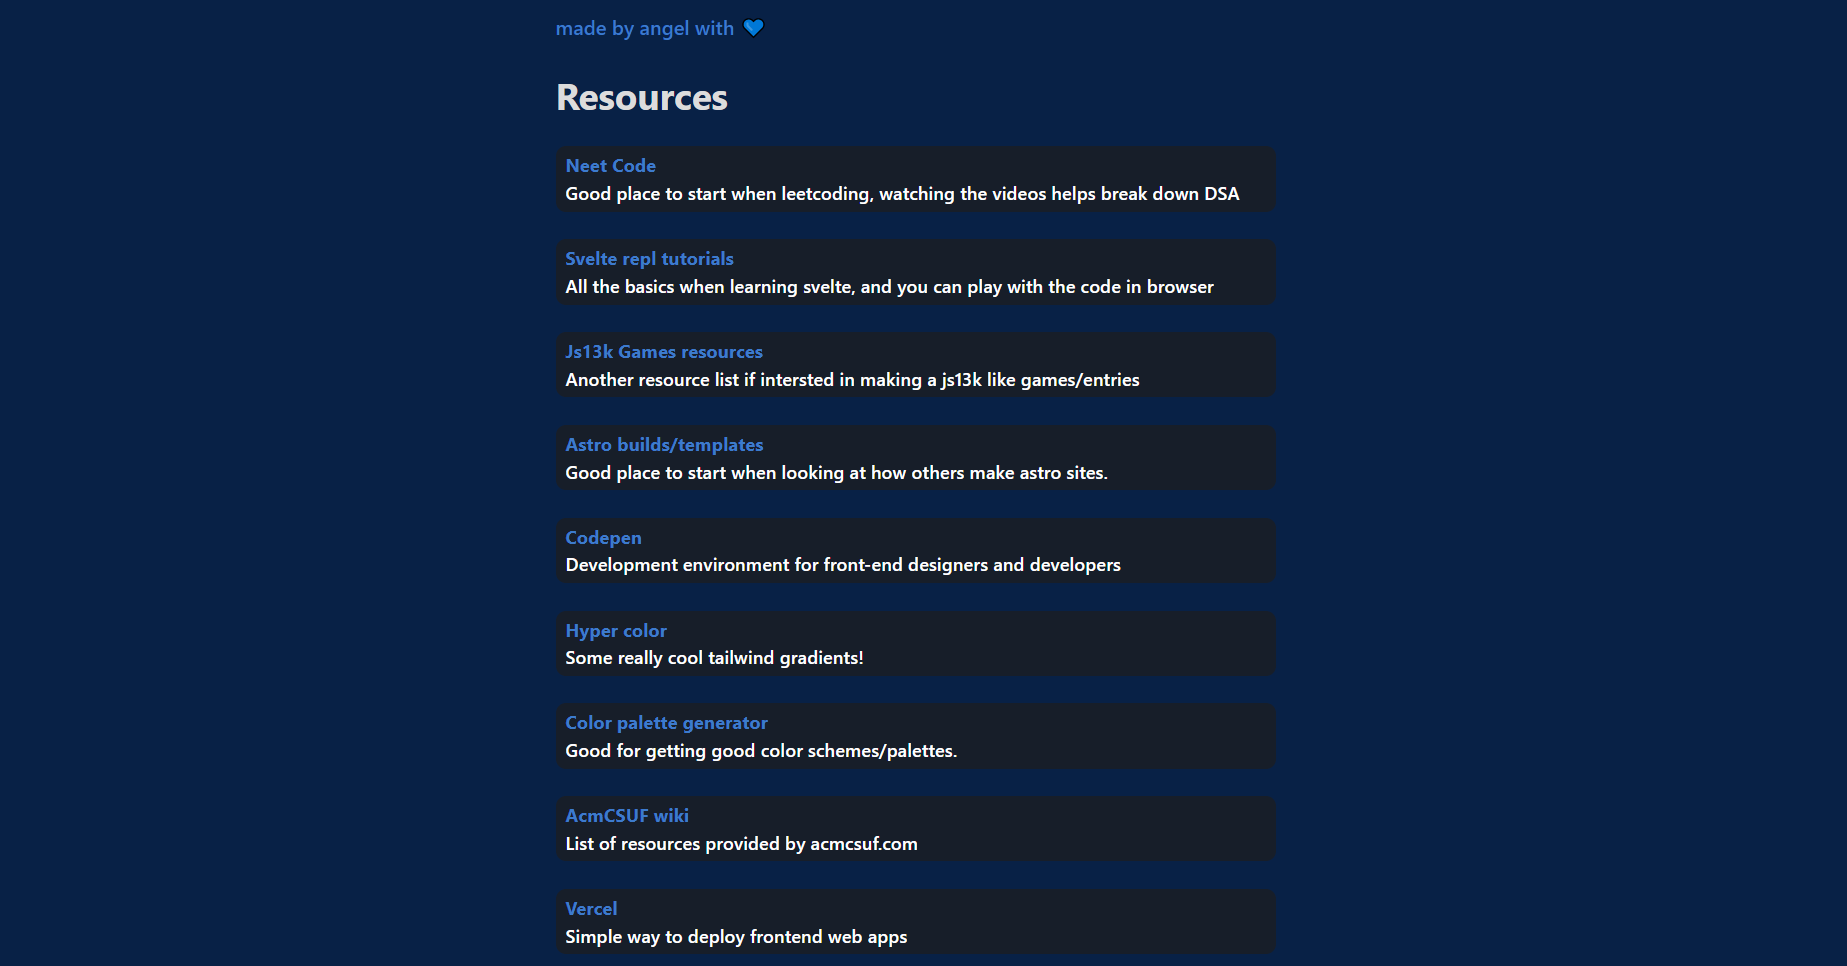 made by angel with 💙
Resources
Neet Code
Good place to start when leetcoding, watching the videos helps break down DSA
Svelte repl tutorials
All the basics when learning svelte, and you can play with the code in browser
Js13k Games resources
Another resource list if intersted in making a js13k like games/entries
Astro builds/templates
Good place to start when looking at how others make astro sites.
Codepen
Development environment for front-end designers and developers
Hyper color
Some really cool tailwind gradients!
Color palette generator
Good for getting good color schemes/palettes.
AcmCSUF wiki
List of resources provided by acmcsuf.com
Vercel
Simple way to deploy frontend web apps